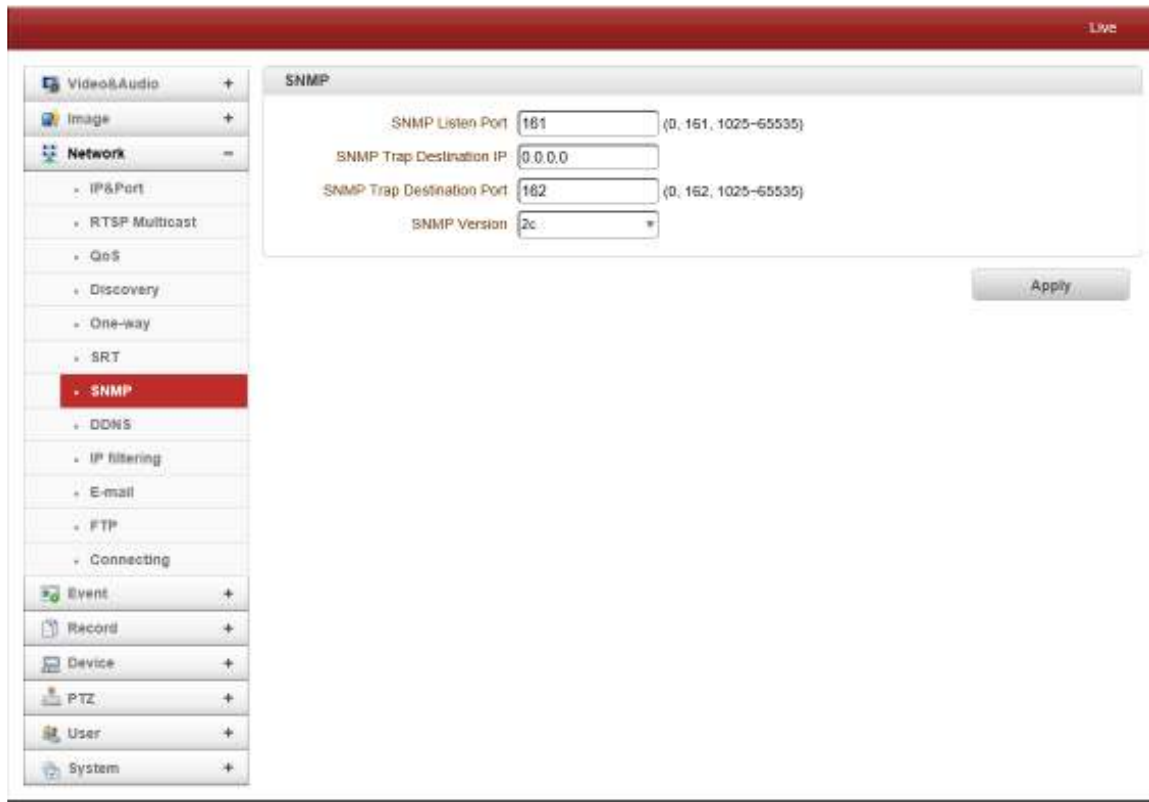 Live
Video&Audio +
Image +
Network -
IP&Port
RTSP Multicast
QoS
Discovery
One-way
SRT
SNMP
DDNS
IP filtering
E-mail
FTP
Connecting
Event +
Record +
Device +
PTZ +
User +
System +
SNMP
SNMP Listen Port 161 (0, 161, 1025~65535)
SNMP Trap Destination IP 0.0.0.0
SNMP Trap Destination Port 162 (0, 162, 1025~65535)
SNMP Version 2c
Apply